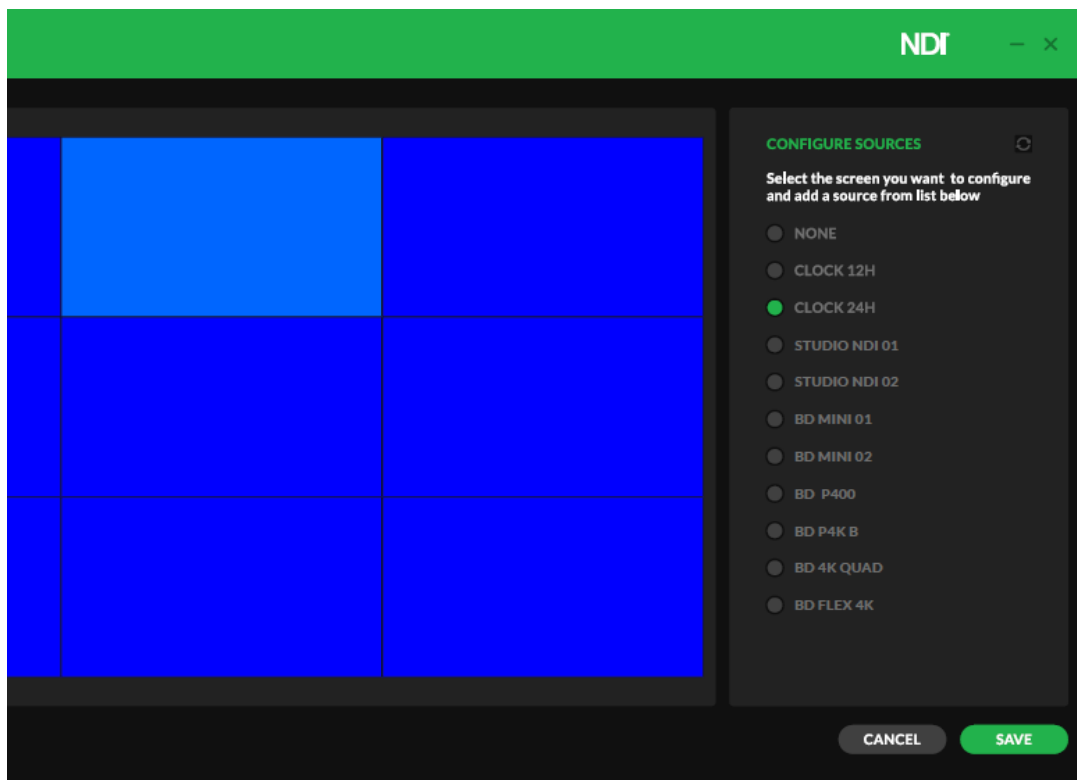 NDI
CONFIGURE SOURCES
Select the screen you want to configure
and add a source from list below
NONE
CLOCK 12H
CLOCK 24H
STUDIO NDI 01
STUDIO NDI 02
BD MINI 01
BD MINI 02
BD P400
BD P4K B
BD 4K QUAD
BD FLEX 4K
CANCEL
SAVE